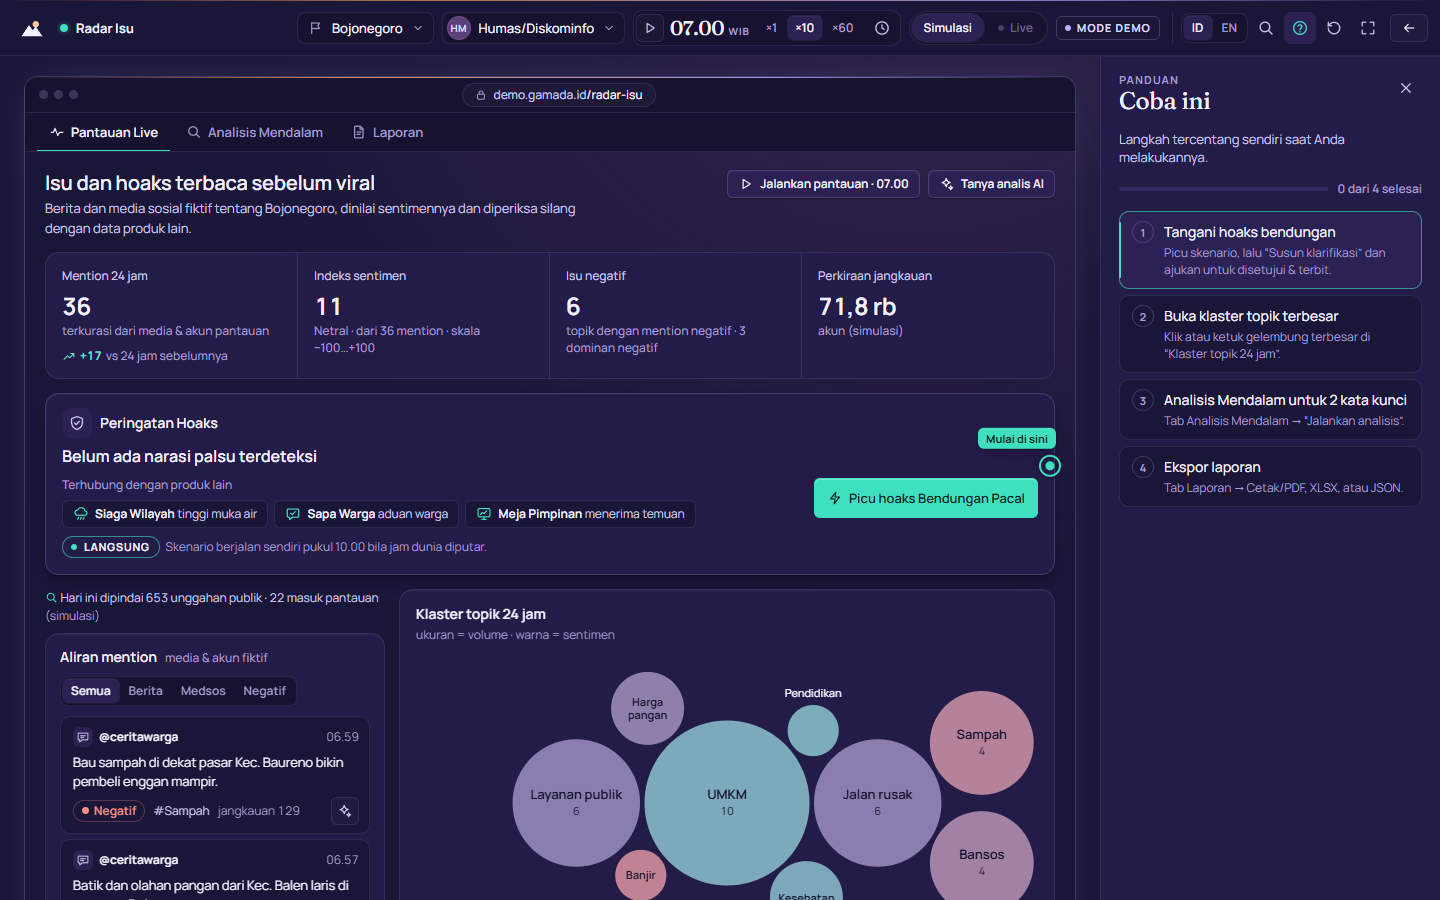 Radar Isu
Bojonegoro
HM Humas/Diskominfo
07.00 WIB
×1 ×10 ×60
Simulasi
Live
MODE DEMO
ID EN
demo.gamada.id/radar-isu
Pantauan Live
Analisis Mendalam
Laporan
Isu dan hoaks terbaca sebelum viral
Berita dan media sosial fiktif tentang Bojonegoro, dinilai sentimennya dan diperiksa silang
dengan data produk lain.
Jalankan pantauan · 07.00
Tanya analis AI
Mention 24 jam
36
terkurasi dari media & akun pantauan
+17 vs 24 jam sebelumnya
Indeks sentimen
11
Netral · dari 36 mention · skala
−100…+100
Isu negatif
6
topik dengan mention negatif · 3
dominan negatif
Perkiraan jangkauan
71,8 rb
akun (simulasi)
Peringatan Hoaks
Belum ada narasi palsu terdeteksi
Terhubung dengan produk lain
Siaga Wilayah tinggi muka air
Sapa Warga aduan warga
Meja Pimpinan menerima temuan
LANGSUNG
Skenario berjalan sendiri pukul 10.00 bila jam dunia diputar.
Mulai di sini
Picu hoaks Bendungan Pacal
Hari ini dipindai 653 unggahan publik · 22 masuk pantauan
(simulasi)
Aliran mention media & akun fiktif
Semua Berita Medsos Negatif
@ceritawarga 06.59
Bau sampah di dekat pasar Kec. Baureno bikin
pembeli enggan mampir.
Negatif #Sampah jangkauan 129
@ceritawarga 06.57
Batik dan olahan pangan dari Kec. Balen laris di
Klaster topik 24 jam
ukuran = volume · warna = sentimen
Harga
pangan
Pendidikan
Sampah
4
Layanan publik
6
UMKM
10
Jalan rusak
6
Bansos
4
Banjir
Kesehatan
PANDUAN
Coba ini
Langkah tercentang sendiri saat Anda
melakukannya.
0 dari 4 selesai
1 Tangani hoaks bendungan
Picu skenario, lalu “Susun klarifikasi” dan
ajukan untuk disetujui & terbit.
2 Buka klaster topik terbesar
Klik atau ketuk gelembung terbesar di
“Klaster topik 24 jam”.
3 Analisis Mendalam untuk 2 kata kunci
Tab Analisis Mendalam → “Jalankan analisis”.
4 Ekspor laporan
Tab Laporan → Cetak/PDF, XLSX, atau JSON.